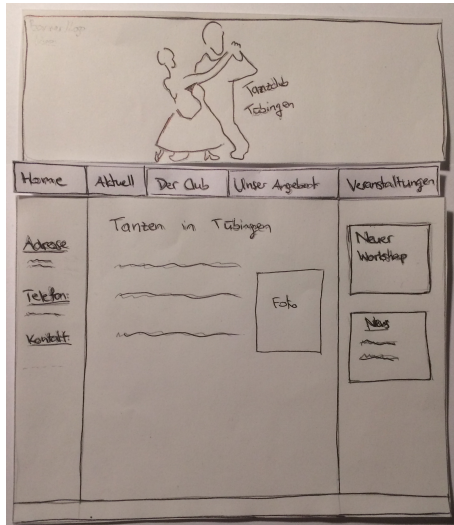 Tanzclub
Tübingen
Home
Aktuell
Der Club
Unser Angebot
Veranstaltungen
Adresse
Telefon:
Kontakt:
Tanzen in Tübingen
Foto
Neuer
Workshop
News